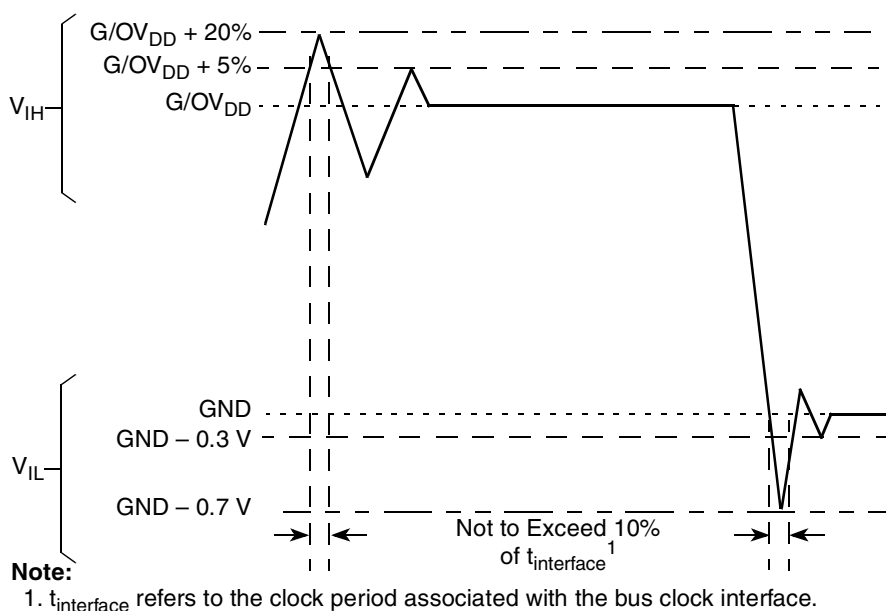 G/OVDD + 20%
G/OVDD + 5%
G/OVDD
VIH
GND
GND – 0.3 V
VIL
GND – 0.7 V
Not to Exceed 10%
of tinterface1
Note:
1. tinterface refers to the clock period associated with the bus clock interface.